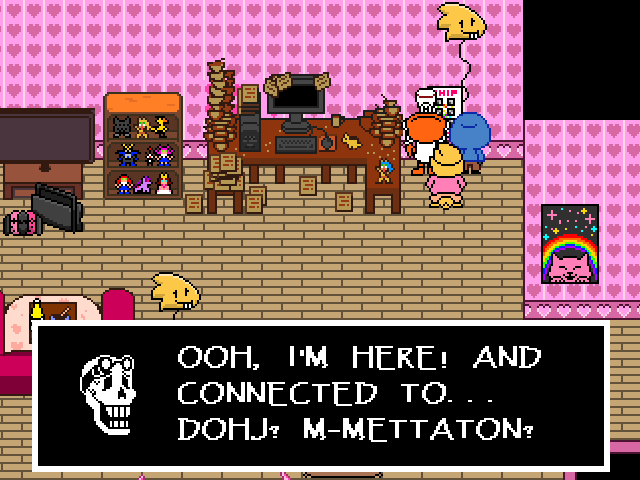 HIP
OOH, I'M HERE! AND
CONNECTED TO...
DOHJ? M-METTATON?